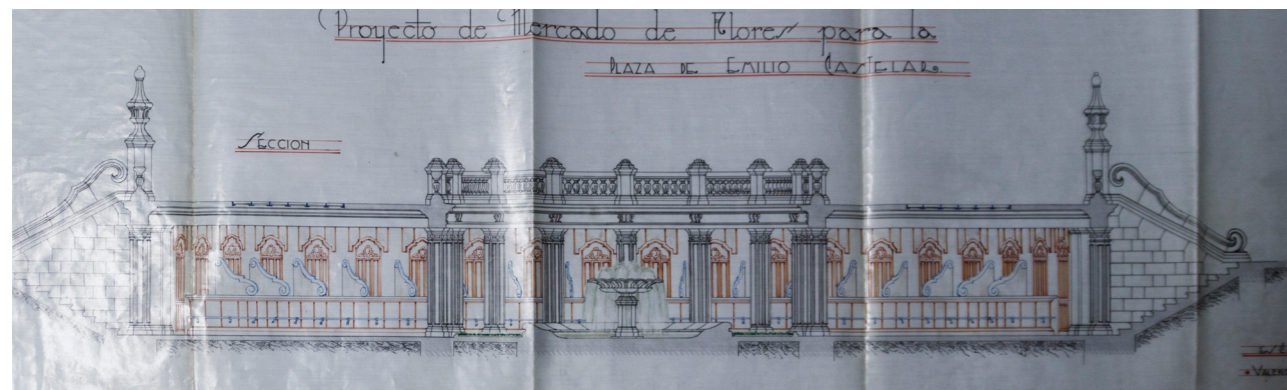 Proyecto de Mercado de Flores para la
PLAZA DE EMILIO CASTELAR.
SECCION